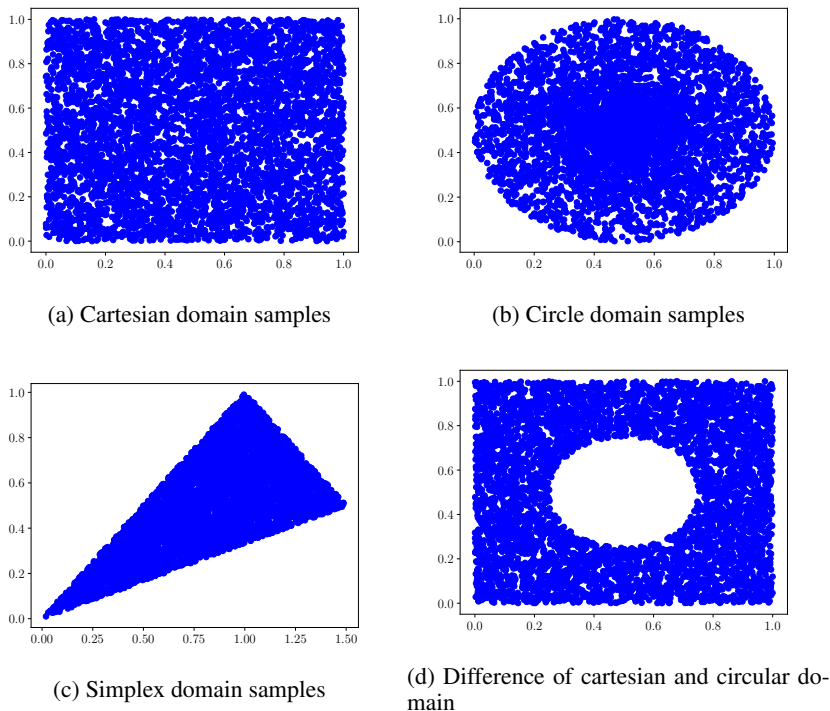 1.0
0.8
0.6
0.4
0.2
0.0
0.0 0.2 0.4 0.6 0.8 1.0
(a) Cartesian domain samples
1.0
0.8
0.6
0.4
0.2
0.0
0.0 0.2 0.4 0.6 0.8 1.0
(b) Circle domain samples
1.0
0.8
0.6
0.4
0.2
0.0
0.00 0.25 0.50 0.75 1.00 1.25 1.50
(c) Simplex domain samples
1.0
0.8
0.6
0.4
0.2
0.0
0.0 0.2 0.4 0.6 0.8 1.0
(d) Difference of cartesian and circular do-
main